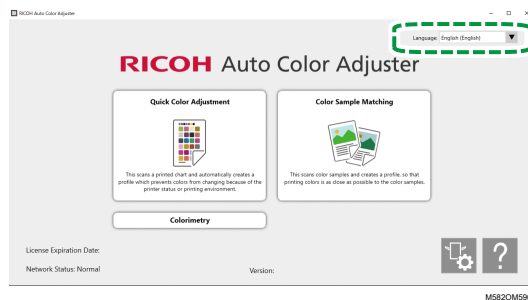 RICOH Auto Color Adjuster
Language: English (English)
RICOH Auto Color Adjuster
Quick Color Adjustment
This scans a printed chart and automatically creates a
profile which prevents colors from changing because of the
printer status or printing environment.
Color Sample Matching
This scans color samples and creates a profile, so that
printing colors is as close as possible to the color samples.
Colorimetry
License Expiration Date:
Network Status: Normal
Version:
?